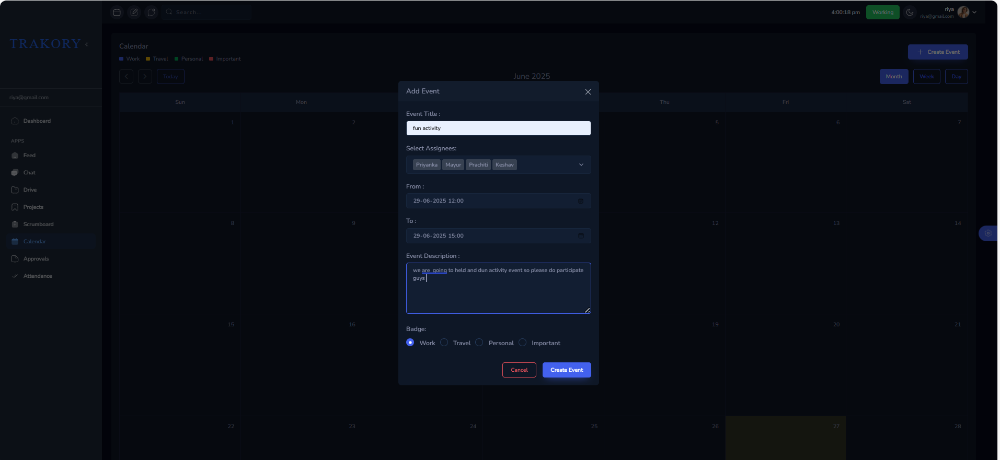 Search...
4:00:18 pm
Working
riya
riya@gmail.com
TRAKORY
riya@gmail.com
Dashboard
APPS
Feed
Chat
Drive
Projects
Scrumboard
Calendar
Approvals
Attendance
Calendar
Work Travel Personal Important
Create Event
Today
June 2025
Month Week Day
Sun Mon Thu Fri Sat
1 2 5 6 7
8 9 12 13 14
15 16 19 20 21
22 23 24 25 26 27 28
Add Event
Event Title :
fun activity
Select Assignees:
Priyanka Mayur Prachiti Keshav
From :
29-06-2025 12:00
To :
29-06-2025 15:00
Event Description :
we are  going to held and dun activity event so please do participate
guys
Badge:
Work Travel Personal Important
Cancel Create Event